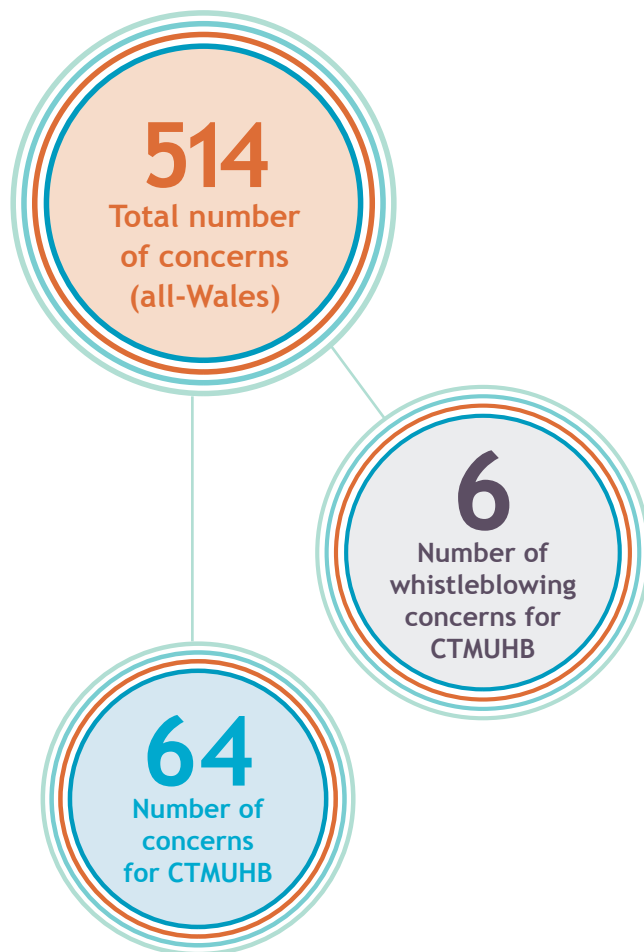 514
Total number
of concerns
(all-Wales)
6
Number of
whistleblowing
concerns for
CTMUHB
64
Number of
concerns
for CTMUHB